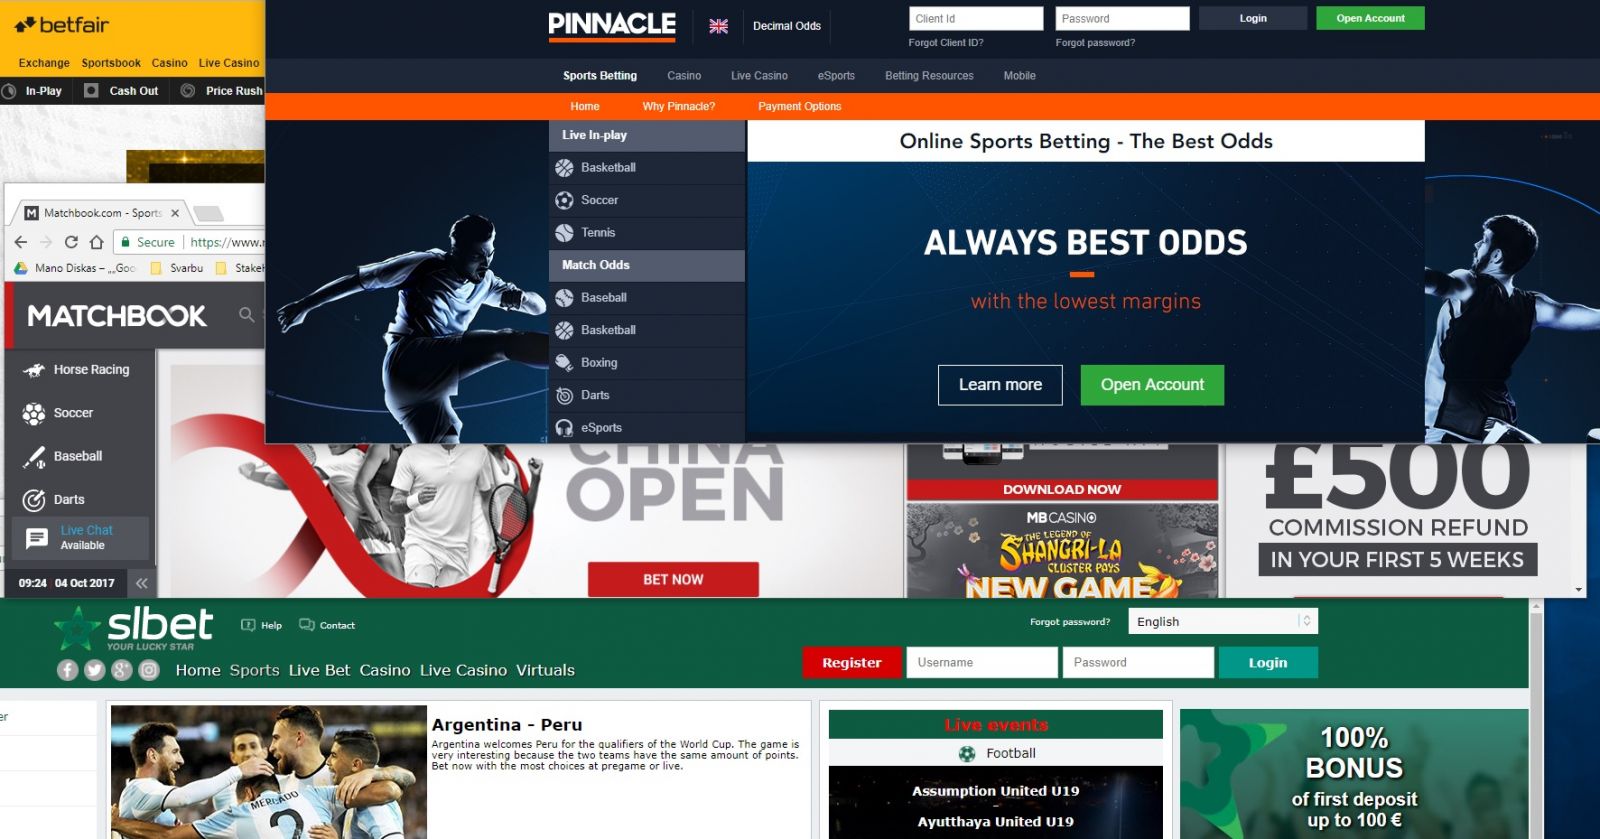 betfair
Exchange Sportsbook Casino Live Casino
In-Play Cash Out Price Rush
PINNACLE
Decimal Odds
Client Id
Password
Login
Open Account
Forgot Client ID?
Forgot password?
Sports Betting Casino Live Casino eSports Betting Resources Mobile
Home Why Pinnacle? Payment Options
Live In-play
Basketball
Soccer
Tennis
Match Odds
Baseball
Basketball
Boxing
Darts
eSports
Online Sports Betting - The Best Odds
ALWAYS BEST ODDS
with the lowest margins
Learn more
Open Account
Matchbook.com - Sports
Secure https://www.
Mano Diskas – „Goo
Svarbu
MATCHBOOK
Horse Racing
Soccer
Baseball
Darts
Live Chat
Available
09:24 04 Oct 2017
CHINA
OPEN
BET NOW
DOWNLOAD NOW
MBCASINO
THE LEGEND OF
SHANGRI-LA
CLUSTER PAYS
NEW GAME
£500
COMMISSION REFUND
IN YOUR FIRST 5 WEEKS
slbet
YOUR LUCKY STAR
Help
Contact
Forgot password?
English
Home Sports Live Bet Casino Live Casino Virtuals
Register
Username
Password
Login
Argentina - Peru
Argentina welcomes Peru for the qualifiers of the World Cup. The game is
very interesting because the two teams have the same amount of points.
Bet now with the most choices at pregame or live.
MERCADO
2
Live events
Football
Assumption United U19
-
Ayutthaya United U19
100%
BONUS
of first deposit
up to 100 €